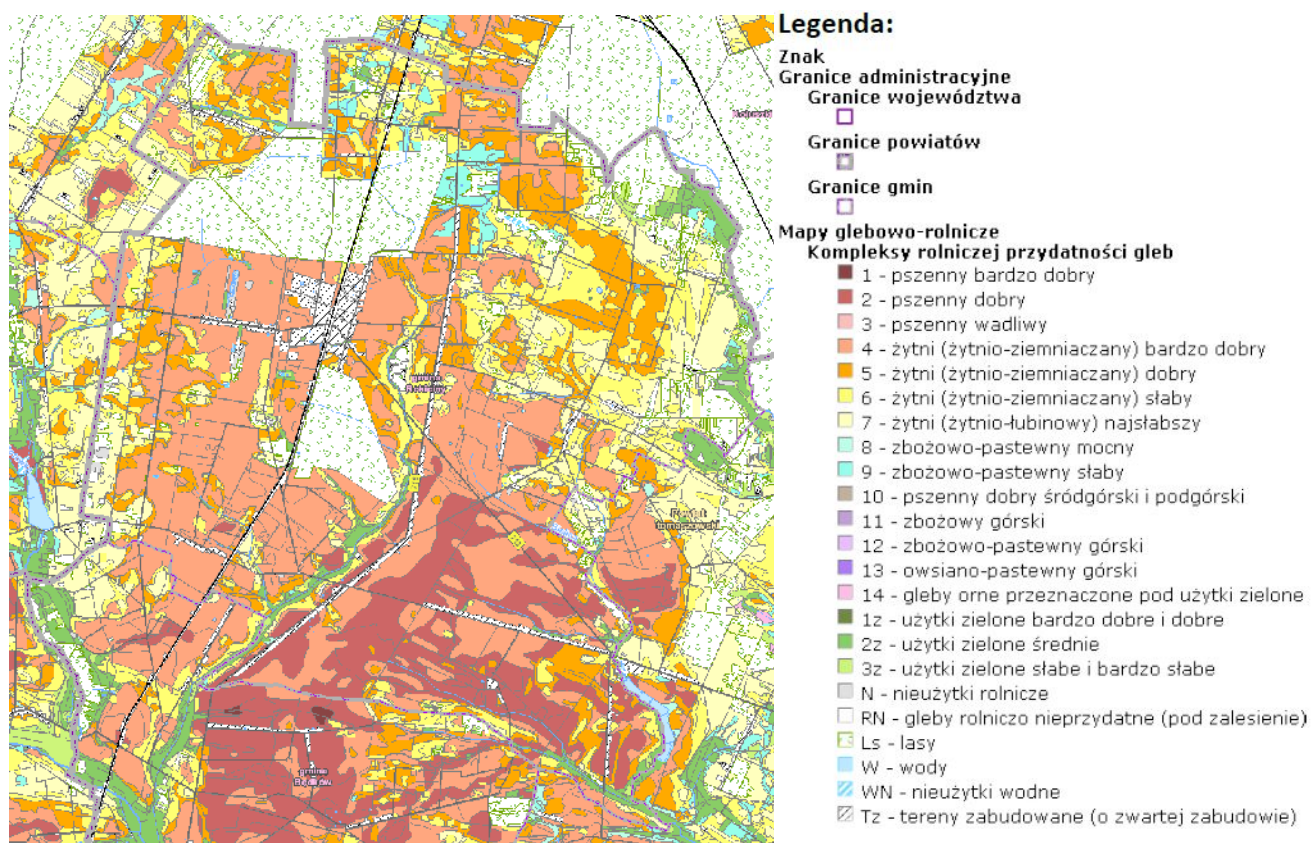 Legenda:
Znak
Granice administracyjne
Granice województwa
Granice powiatów
Granice gmin
Mapy glebowo-rolnicze
Kompleksy rolniczej przydatności gleb
1 - pszenny bardzo dobry
2 - pszenny dobry
3 - pszenny wadliwy
4 - żytni (żytnio-ziemniaczany) bardzo dobry
5 - żytni (żytnio-ziemniaczany) dobry
6 - żytni (żytnio-ziemniaczany) słaby
7 - żytni (żytnio-łubinowy) najsłabszy
8 - zbożowo-pastewny mocny
9 - zbożowo-pastewny słaby
10 - pszenny dobry śródgórski i podgórski
11 - zbożowy górski
12 - zbożowo-pastewny górski
13 - owsiano-pastewny górski
14 - gleby orne przeznaczone pod użytki zielone
1z - użytki zielone bardzo dobre i dobre
2z - użytki zielone średnie
3z - użytki zielone słabe i bardzo słabe
N - nieużytki rolnicze
RN - gleby rolniczo nieprzydatne (pod zalesienie)
Ls - lasy
W - wody
WN - nieużytki wodne
Tz - tereny zabudowane (o zwartej zabudowie)
gmina
Powiat
tomaszowski
gmina
Będków